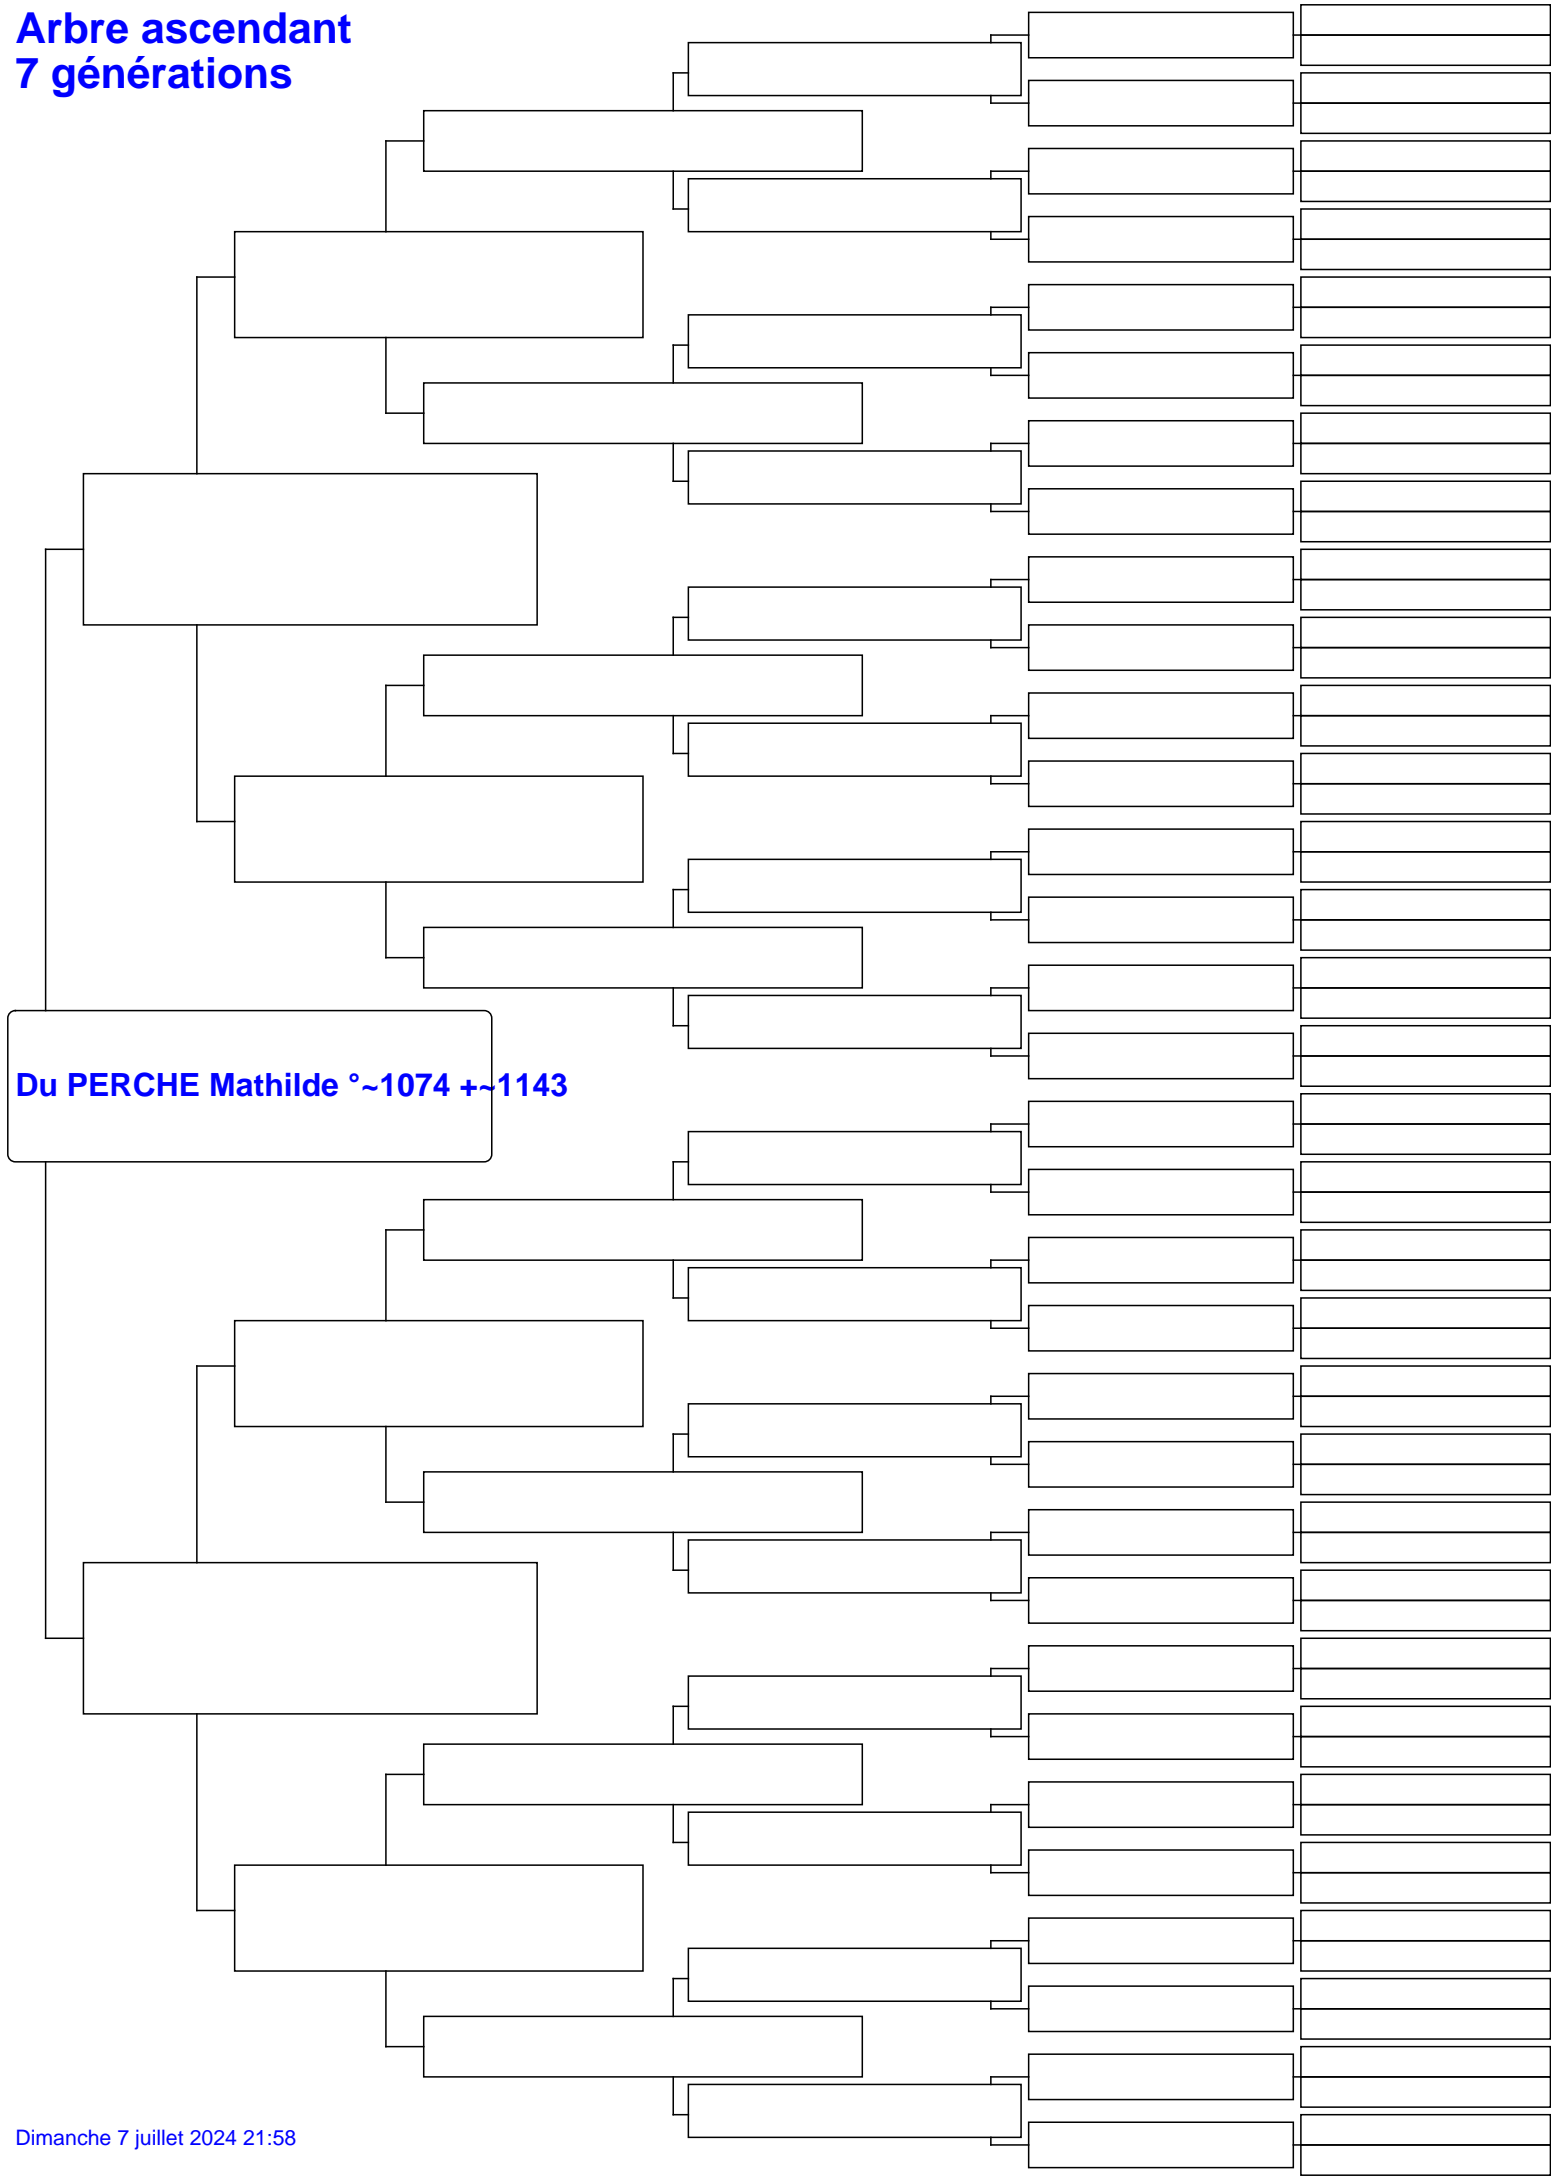 Arbre ascendant
7 générations
Du PERCHE Mathilde °~1074 +~1143
Dimanche 7 juillet 2024 21:58